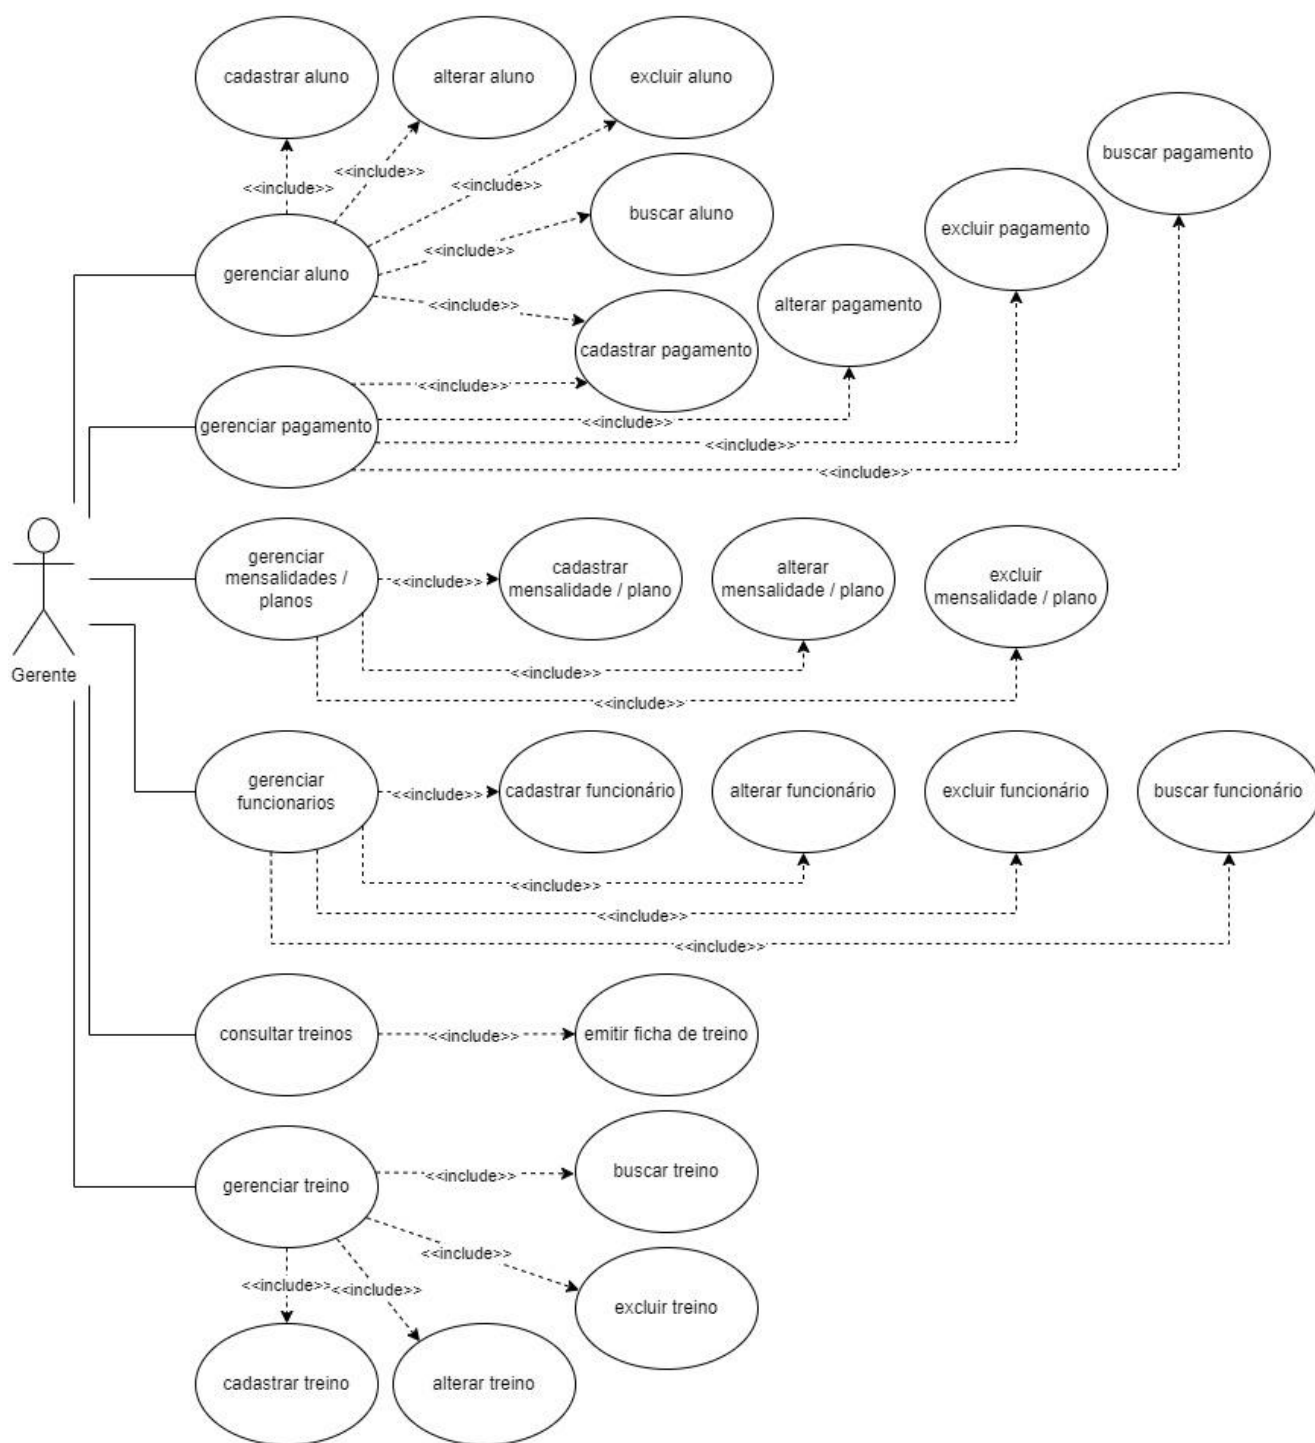 cadastrar aluno
alterar aluno
excluir aluno
buscar pagamento
<<include>>
<<include>>
<<include>>
buscar aluno
excluir pagamento
<<include>>
gerenciar aluno
<<include>>
alterar pagamento
cadastrar pagamento
<<include>>
gerenciar pagamento
<<include>>
<<include>>
<<include>>
gerenciar
mensalidades /
planos
<<include>>
cadastrar
mensalidade / plano
alterar
mensalidade / plano
excluir
mensalidade / plano
Gerente
<<include>>
<<include>>
gerenciar
funcionarios
<<include>>
cadastrar funcionário
alterar funcionário
excluir funcionário
buscar funcionário
<<include>>
<<include>>
<<include>>
consultar treinos
<<include>>
emitir ficha de treino
gerenciar treino
<<include>>
buscar treino
<<include>>
<<include>>
<<include>>
excluir treino
cadastrar treino
alterar treino